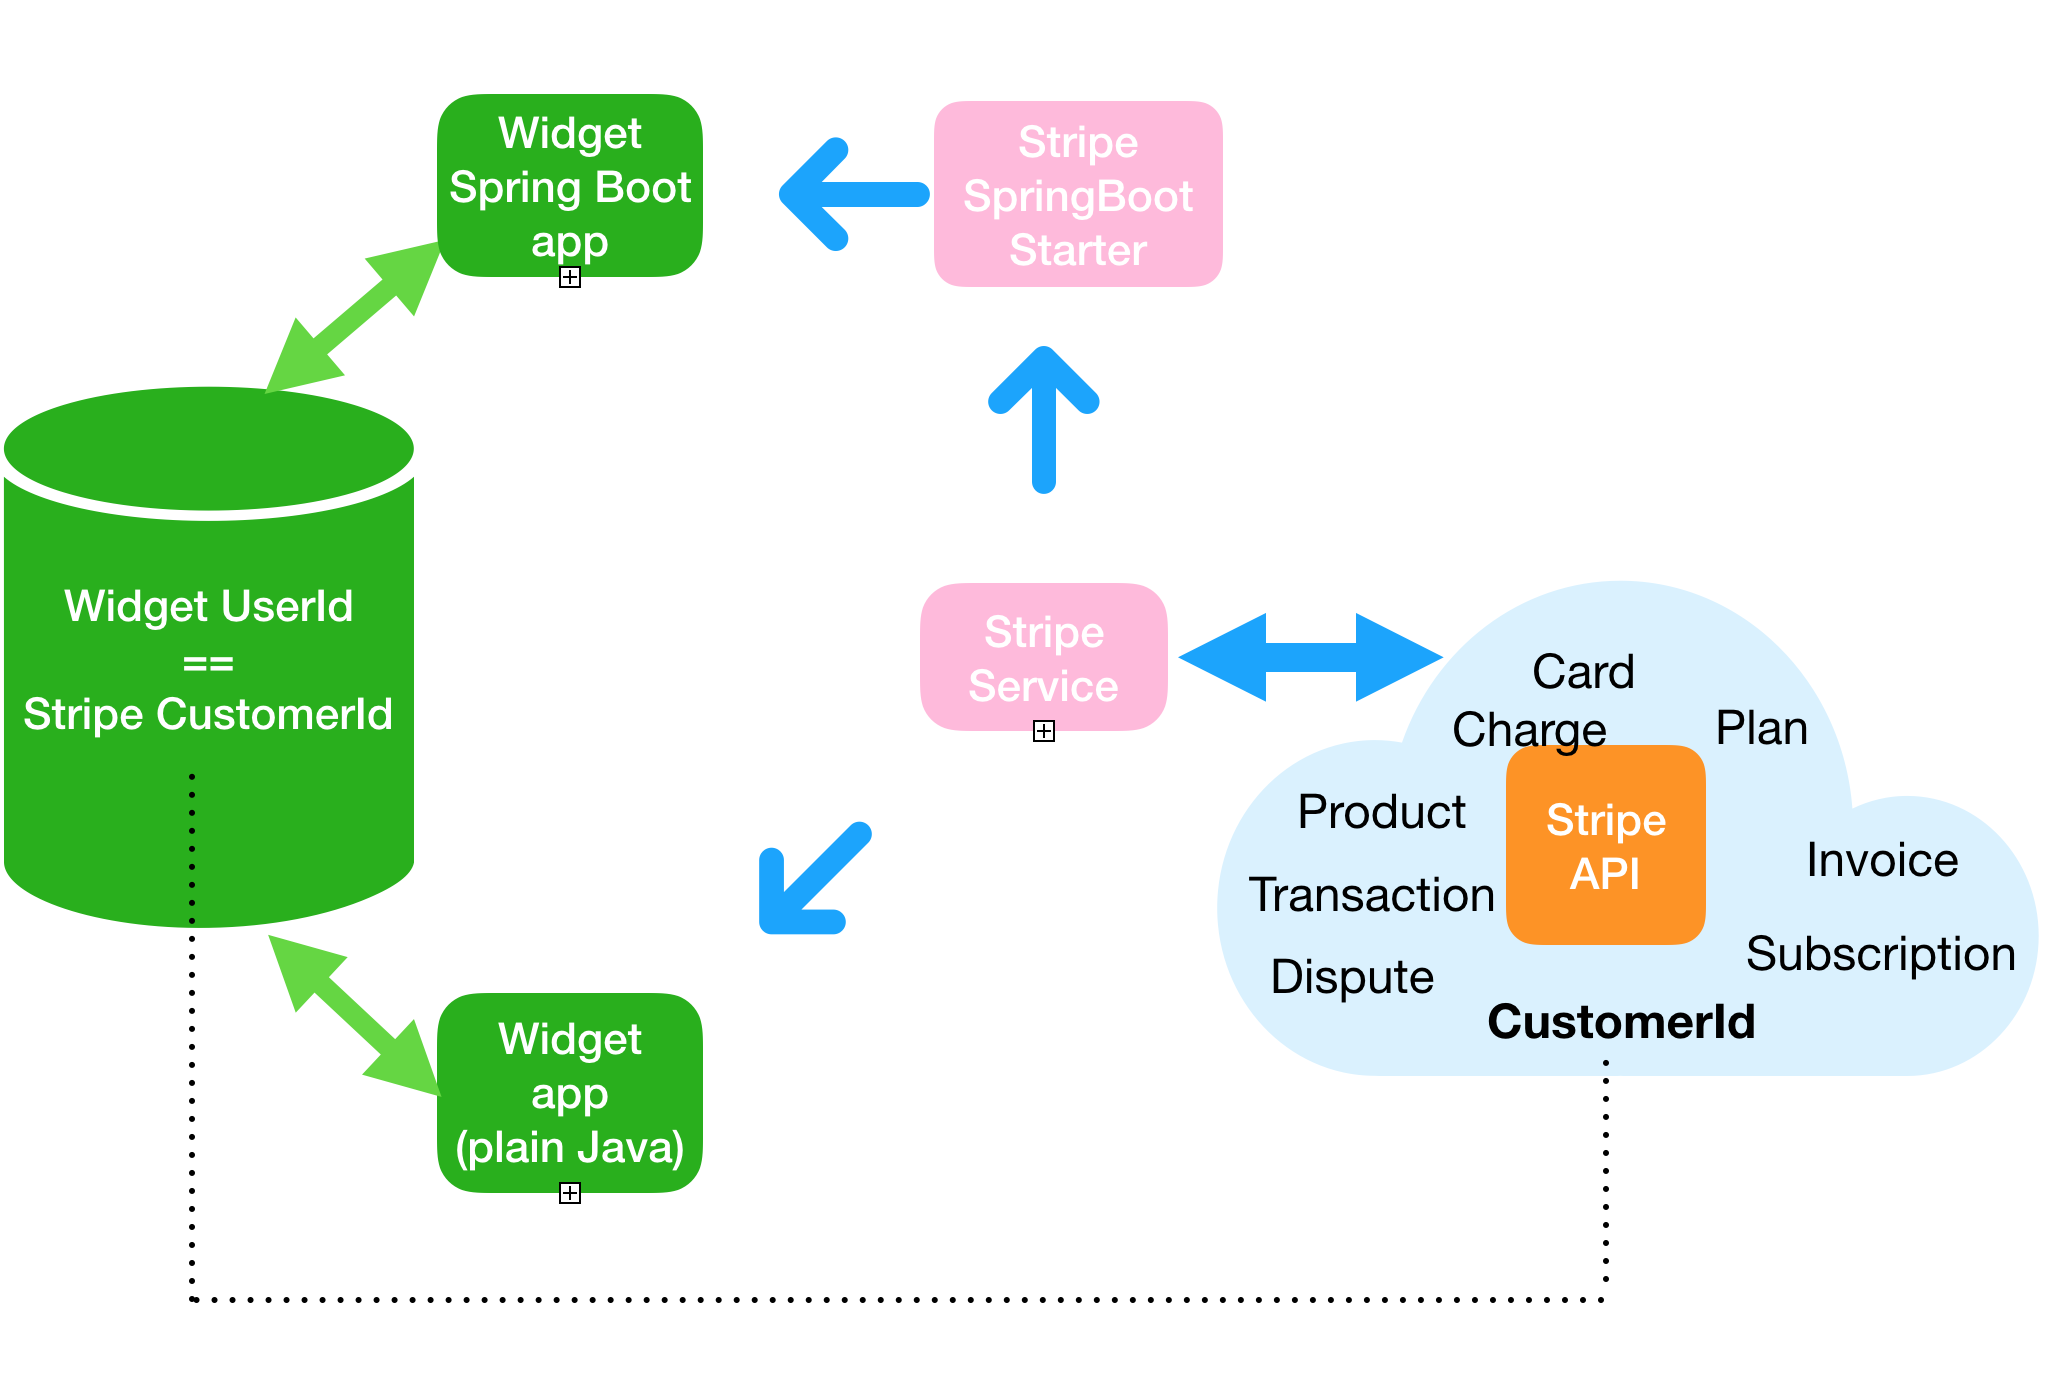 Widget
Spring Boot
app
Stripe
SpringBoot
Starter
Widget UserId
==
Stripe CustomerId
Stripe
Service
Card
Charge
Plan
Product
Stripe
API
Transaction
Invoice
Dispute
Subscription
CustomerId
Widget
app
(plain Java)